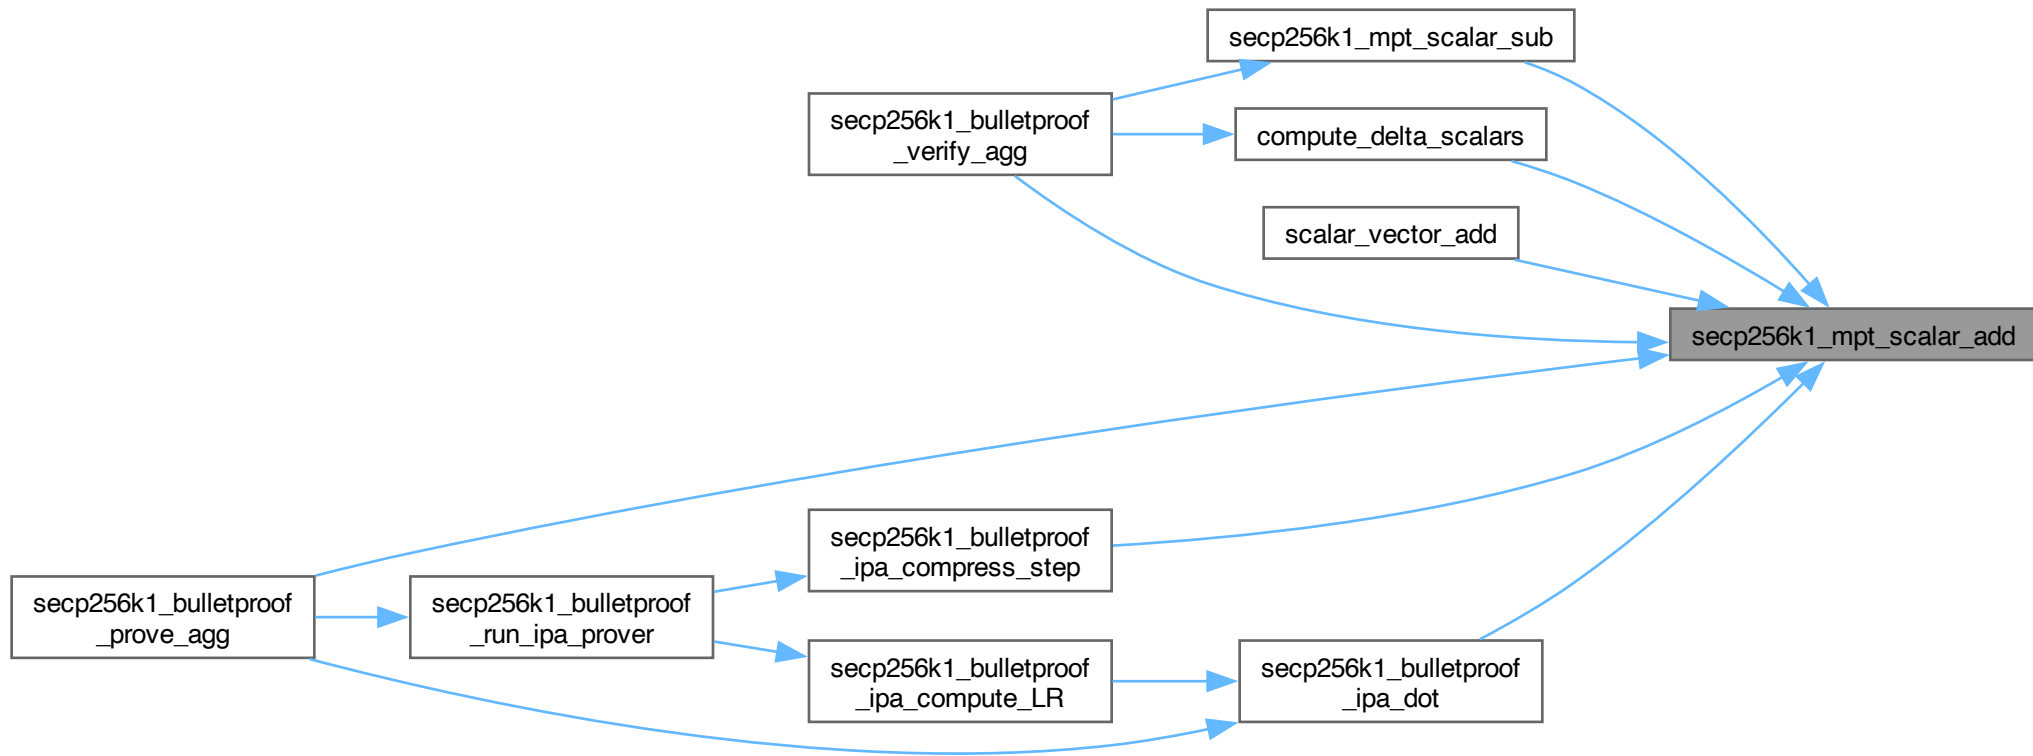 secp256k1_mpt_scalar_sub
secp256k1_bulletproof
_verify_agg
compute_delta_scalars
scalar_vector_add
secp256k1_mpt_scalar_add
secp256k1_bulletproof
_ipa_compress_step
secp256k1_bulletproof
_prove_agg
secp256k1_bulletproof
_run_ipa_prover
secp256k1_bulletproof
_ipa_compute_LR
secp256k1_bulletproof
_ipa_dot